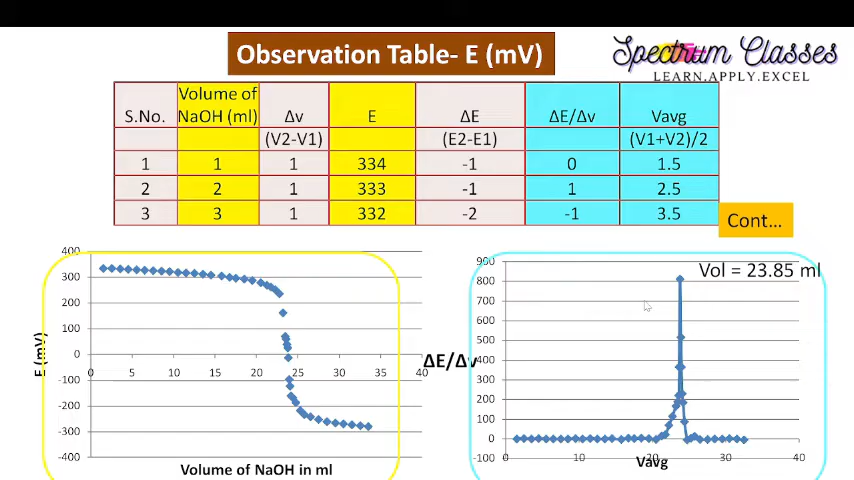 Observation Table- E (mV)
Spectrum Classes
LEARN.APPLY.EXCEL
S.No. Volume of NaOH (ml) Δv E ΔE ΔE/Δv Vavg
(V2-V1) (E2-E1) (V1+V2)/2
1 1 1 334 -1 0 1.5
2 2 1 333 -1 1 2.5
3 3 1 332 -2 -1 3.5
Cont...
400
300
200
100
0
-100
-200
-300
-400
0 5 10 15 20 25 30 35 40
E (mV)
Volume of NaOH in ml
Vol = 23.85 ml
900
800
700
600
500
400
300
200
100
0
-100
0 10 20 30 40
ΔE/Δv
Vavg